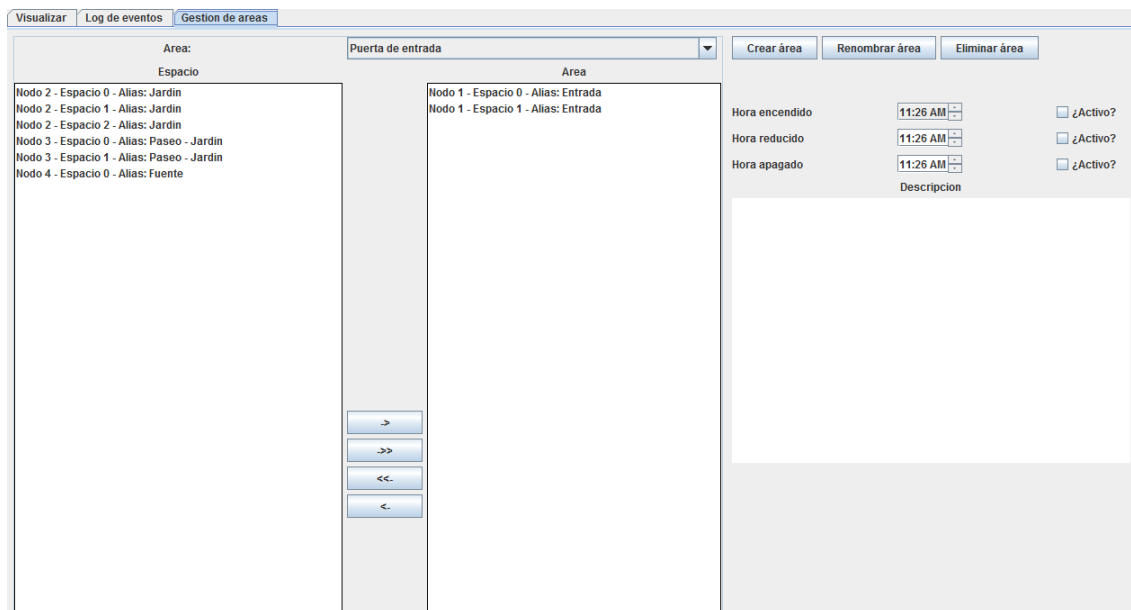 Visualizar Log de eventos Gestion de areas
Area: Puerta de entrada Crear área Renombrar área Eliminar área
Espacio Area
Nodo 2 - Espacio 0 - Alias: Jardin
Nodo 2 - Espacio 1 - Alias: Jardin
Nodo 2 - Espacio 2 - Alias: Jardin
Nodo 3 - Espacio 0 - Alias: Paseo - Jardin
Nodo 3 - Espacio 1 - Alias: Paseo - Jardin
Nodo 4 - Espacio 0 - Alias: Fuente
->
->>
<<-
<-
Nodo 1 - Espacio 0 - Alias: Entrada
Nodo 1 - Espacio 1 - Alias: Entrada
Hora encendido 11:26 AM ¿Activo?
Hora reducido 11:26 AM ¿Activo?
Hora apagado 11:26 AM ¿Activo?
Descripcion